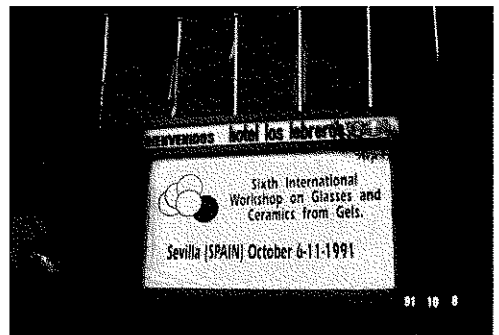 BIENVENIDOS hotel los lebreros
Sixth International
Workshop on Glasses and
Ceramics from Gels.
Sevilla (SPAIN) October 6-11-1991
91 10 8